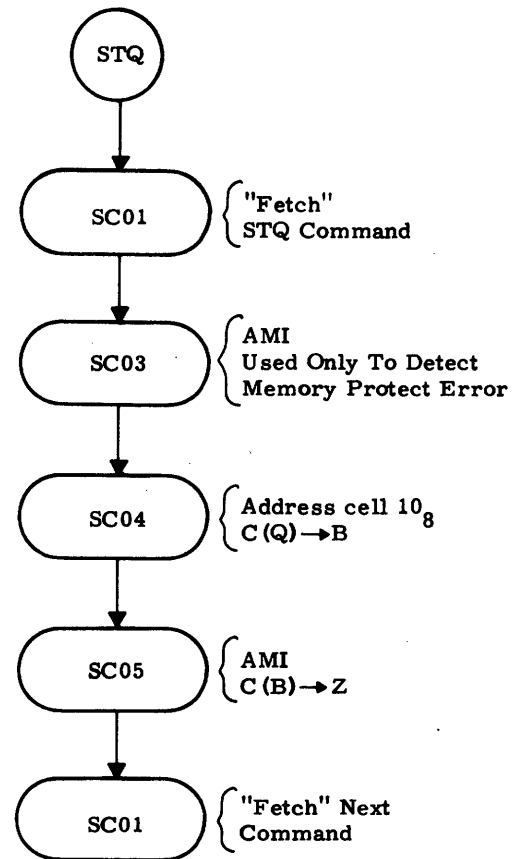 STQ
SC01
"Fetch"
STQ Command
SC03
AMI
Used Only To Detect
Memory Protect Error
SC04
Address cell 10₈
C(Q)→B
SC05
AMI
C(B)→Z
SC01
"Fetch" Next
Command